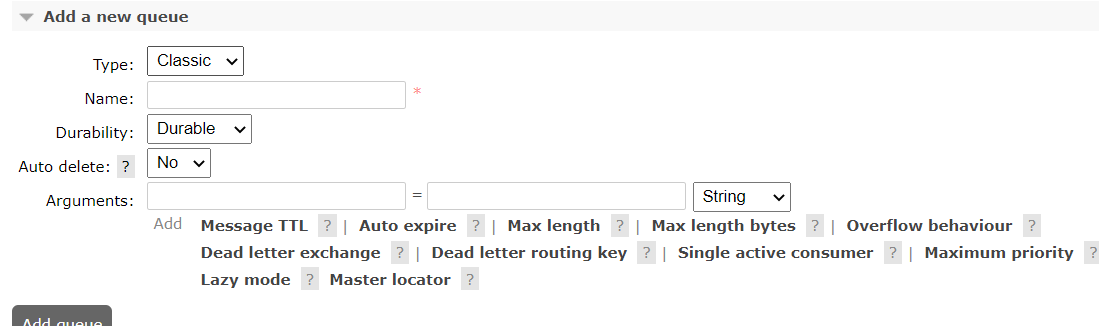 Add a new queue
Type: Classic
Name: *
Durability: Durable
Auto delete: ? No
Arguments: = String
Add Message TTL ? | Auto expire ? | Max length ? | Max length bytes ? | Overflow behaviour ?
Dead letter exchange ? | Dead letter routing key ? | Single active consumer ? | Maximum priority ?
Lazy mode ? Master locator ?
Add queue